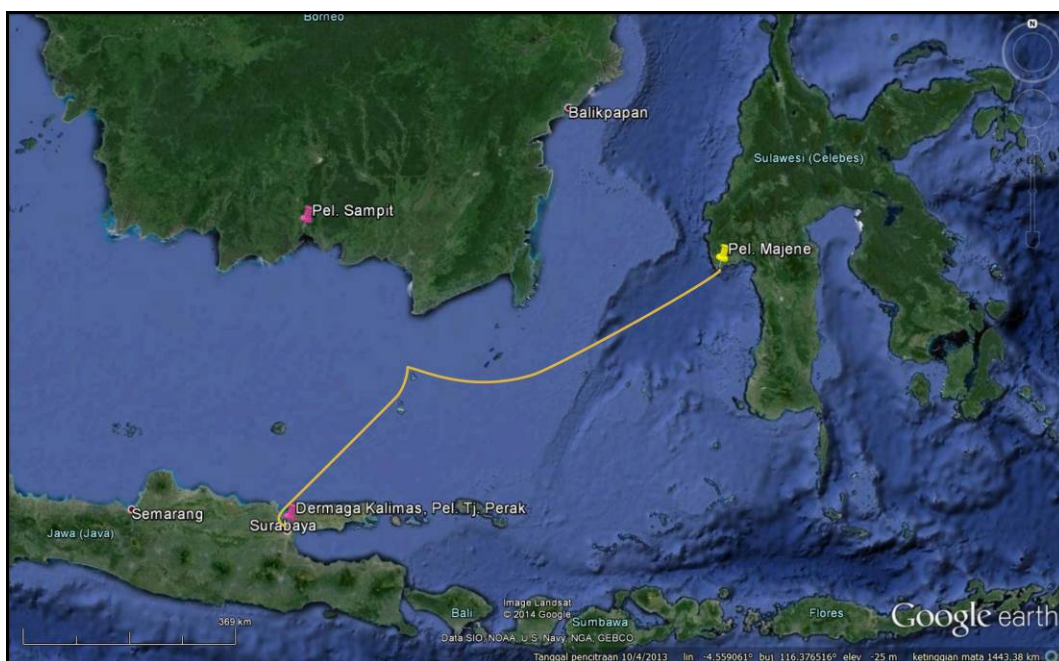 Borneo
N
Balikpapan
Sulawesi (Celebes)
Pel. Sampit
Pel. Majene
Dermaga Kalimas, Pel. Tj. Perak
Semarang
Surabaya
Jawa (Java)
369 km
Bali
Image Landsat
© 2014 Google
Sumbawa
Flores
Google earth
Data SIO, NOAA, U.S. Navy, NGA, GEBCO
Tanggal pencitraan 10/4/2013 lin -4.559061° buj 116.376516° elev -25 m ketinggian mata 1443.38 km